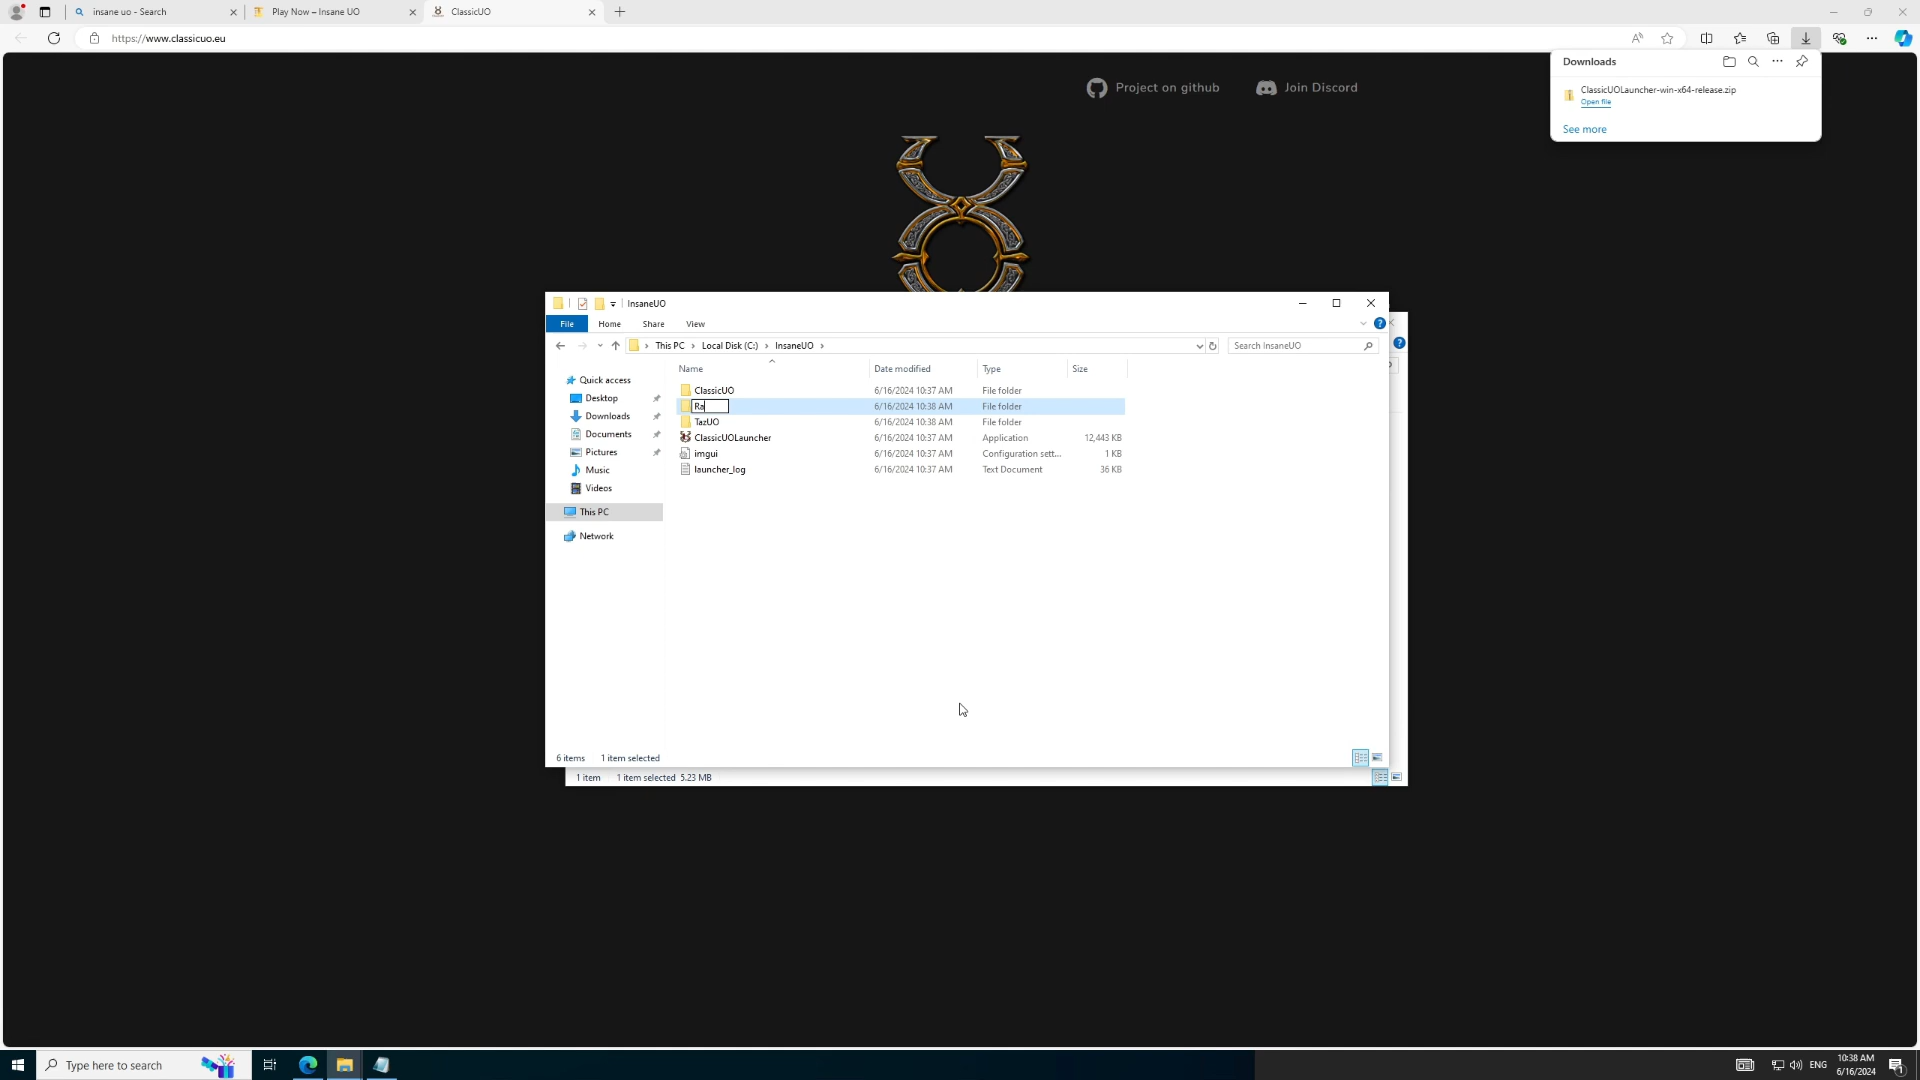 insane uo - Search
Play Now – Insane UO
ClassicUO
https://www.classicuo.eu
Project on github
Join Discord
Downloads
ClassicUOLauncher-win-x64-release.zip
Open file
See more
InsaneUO
File
Home
Share
View
This PC
Local Disk (C:)
InsaneUO
Search InsaneUO
Name
Date modified
Type
Size
Quick access
Desktop
Downloads
Documents
Pictures
Music
Videos
This PC
Network
ClassicUO 6/16/2024 10:37 AM File folder
Ra 6/16/2024 10:38 AM File folder
TazUO 6/16/2024 10:38 AM File folder
ClassicUOLauncher 6/16/2024 10:37 AM Application 12,443 KB
imgui 6/16/2024 10:37 AM Configuration sett... 1 KB
launcher_log 6/16/2024 10:37 AM Text Document 36 KB
6 items 1 item selected
1 item 1 item selected 5.23 MB
Type here to search
ENG
10:38 AM
6/16/2024
1